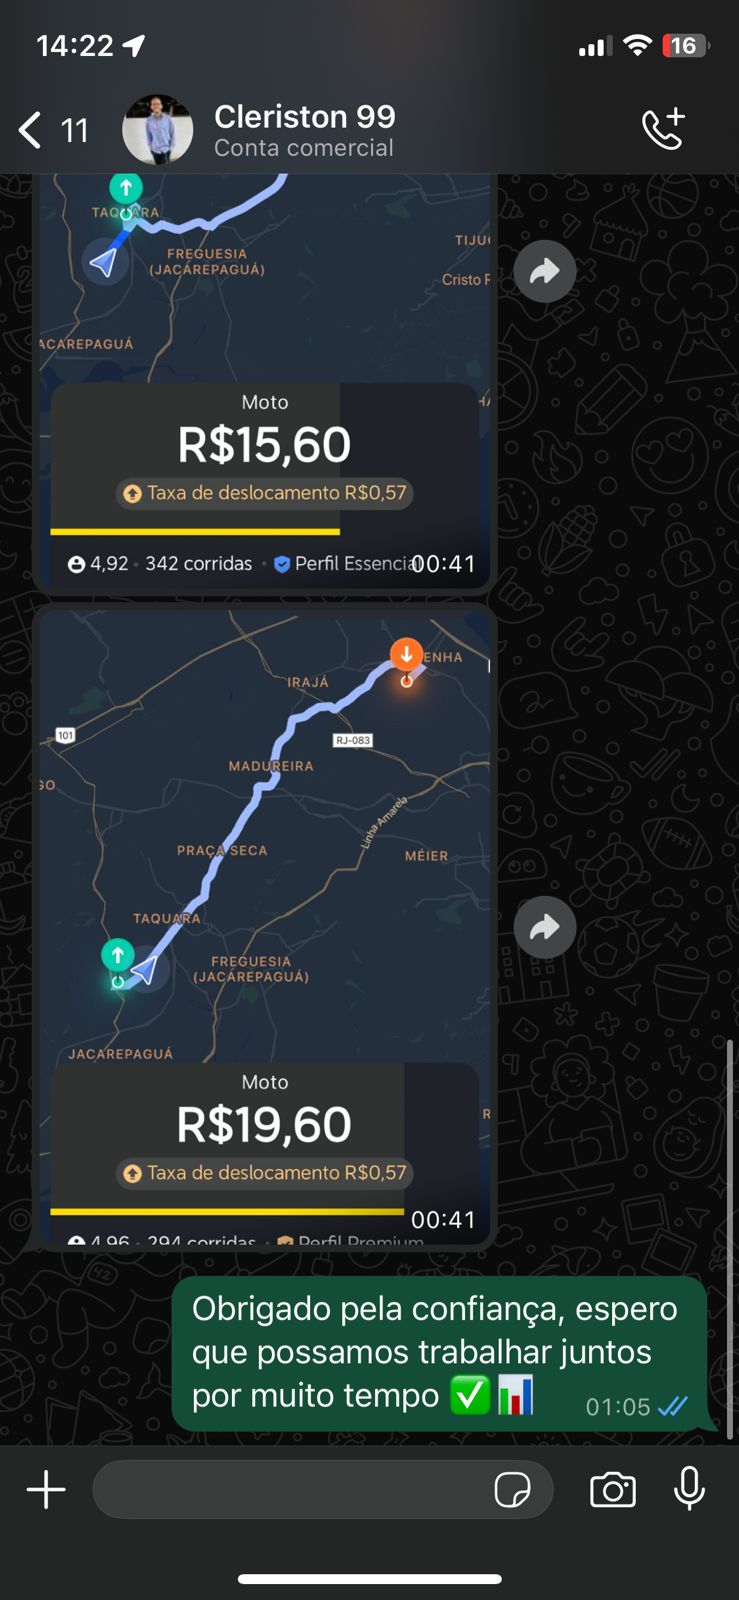 14:22
16
11
Cleriston 99
Conta comercial
TAQUARA
FREGUESIA
(JACAREPAGUÁ)
TIJU
Cristo R
ACAREPAGUÁ
Moto
R$15,60
Taxa de deslocamento R$0,57
4,92 • 342 corridas • Perfil Essencia
00:41
ENHA
IRAJÁ
101
RJ-083
GO
MADUREIRA
Linha Amarela
PRAÇA SECA
MÉIER
TAQUARA
FREGUESIA
(JACAREPAGUÁ)
JACAREPAGUÁ
Moto
R$19,60
R
Taxa de deslocamento R$0,57
00:41
4,96 • 294 corridas • Perfil Premium
Obrigado pela confiança, espero
que possamos trabalhar juntos
por muito tempo ✅📊
01:05